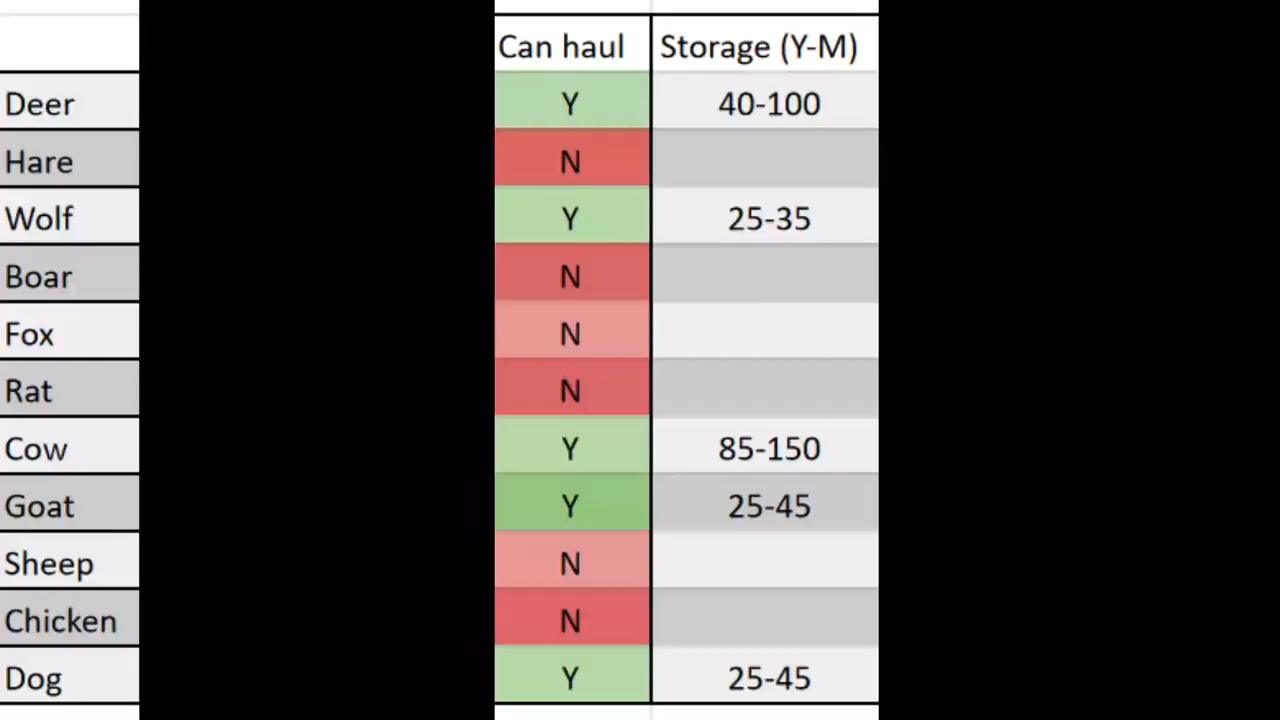 Can haul Storage (Y-M)
Deer Y 40-100
Hare N
Wolf Y 25-35
Boar N
Fox N
Rat N
Cow Y 85-150
Goat Y 25-45
Sheep N
Chicken N
Dog Y 25-45